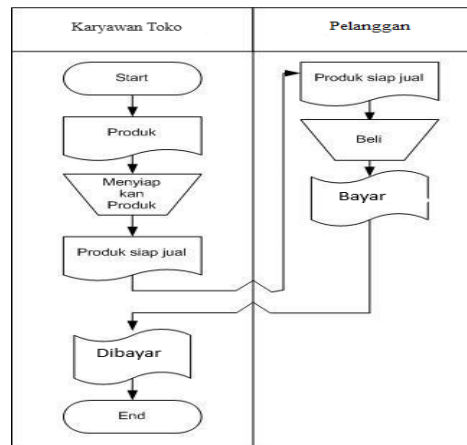 Karyawan Toko
Pelanggan
Start
Produk
Menyiap
kan
Produk
Produk siap jual
Produk siap jual
Beli
Bayar
Dibayar
End